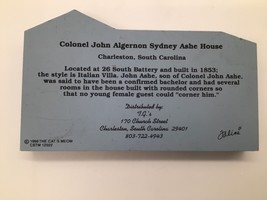 Colonel John Algernon Sydney Ashe House
Charleston, South Carolina
Located at 26 South Battery and built in 1853;
the style is Italian Villa. John Ashe, son of Colonel John Ashe,
was said to have been a confirmed bachelor and had several
rooms in the house with rounded corners so
that no young female guest could "corner him."
Distributed by:
T.J.'s
170 Church Street
Charleston, South Carolina 29401
803-722-4943
THE CAT'S MEOW